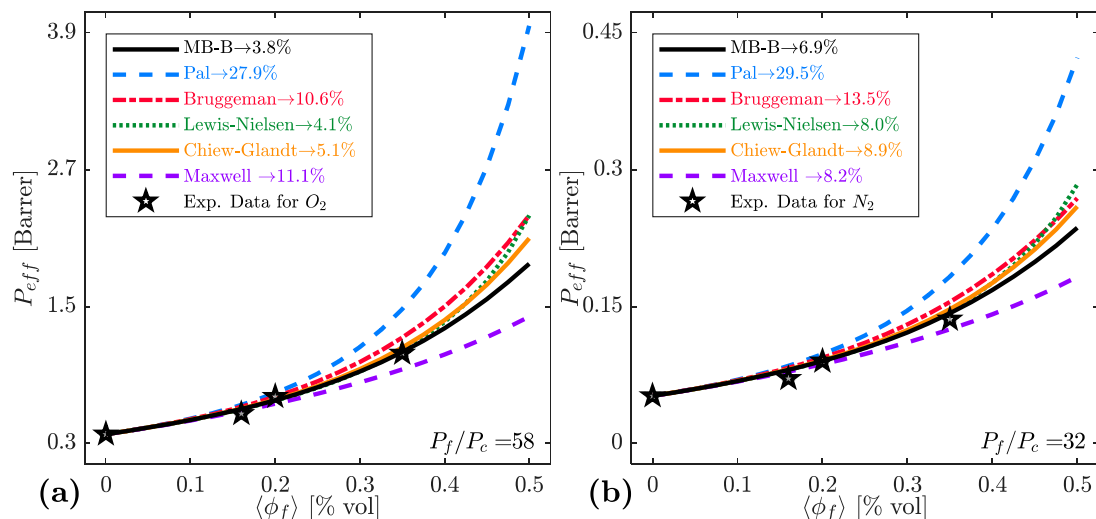 3.9
2.7
1.5
0.3
P_eff [Barrer]
MB-B→3.8%
Pal→27.9%
Bruggeman→10.6%
Lewis-Nielsen→4.1%
Chiew-Glandt→5.1%
Maxwell →11.1%
Exp. Data for O₂
P_f/P_c =58
0
0.1
0.2
0.3
0.4
0.5
(a)
⟨ϕ_f⟩ [% vol]
0.45
0.3
0.15
0
P_eff [Barrer]
MB-B→6.9%
Pal→29.5%
Bruggeman→13.5%
Lewis-Nielsen→8.0%
Chiew-Glandt→8.9%
Maxwell →8.2%
Exp. Data for N₂
P_f/P_c =32
0
0.1
0.2
0.3
0.4
0.5
(b)
⟨ϕ_f⟩ [% vol]